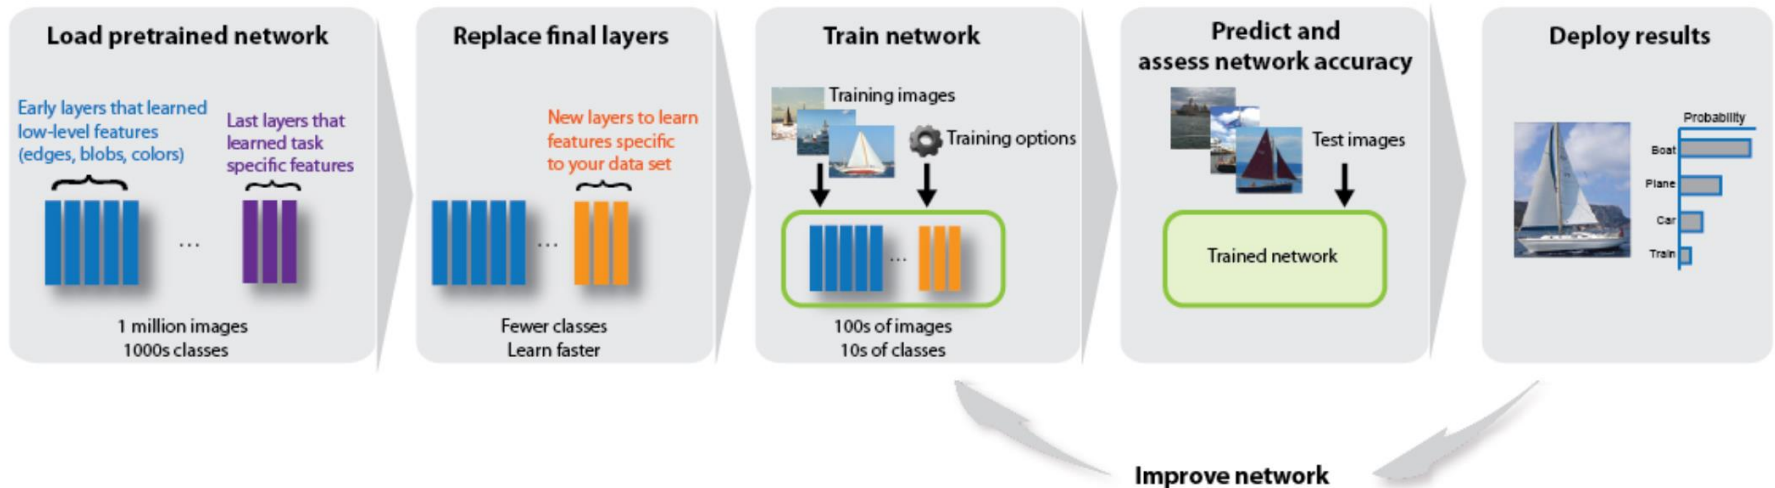 Load pretrained network
Early layers that learned
low-level features
(edges, blobs, colors)
Last layers that
learned task
specific features
...
1 million images
1000s classes
Replace final layers
New layers to learn
features specific
to your data set
...
Fewer classes
Learn faster
Train network
Training images
Training options
...
100s of images
10s of classes
Predict and
assess network accuracy
Test images
Trained network
Deploy results
Probability
Boat
Plane
Car
Train
Improve network